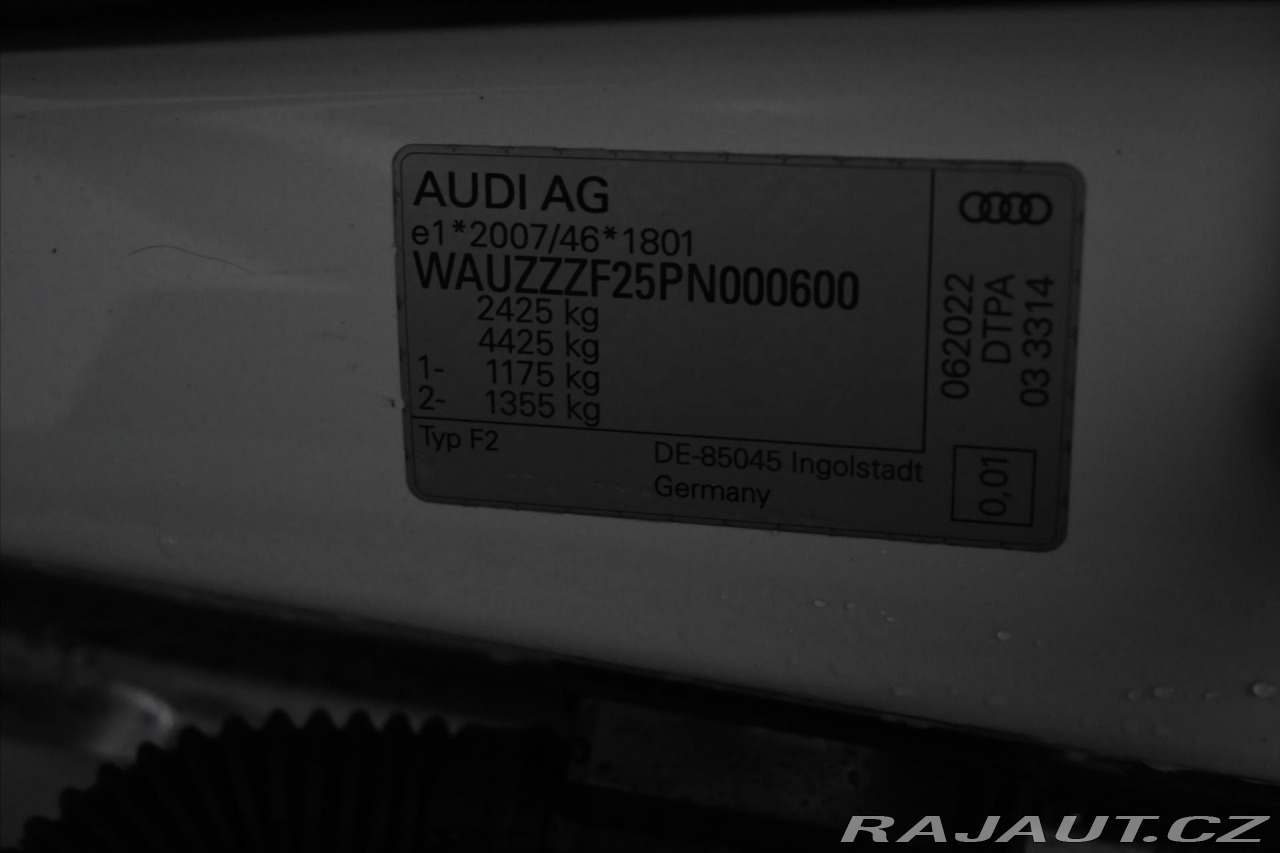 AUDI AG
e1*2007/46*1801
WAUZZZF25PN000600
2425 kg
4425 kg
1- 1175 kg
2- 1355 kg
Typ F2
DE-85045 Ingolstadt
Germany
062022
DTPA
03 3314
0,01
RAJAUT.CZ